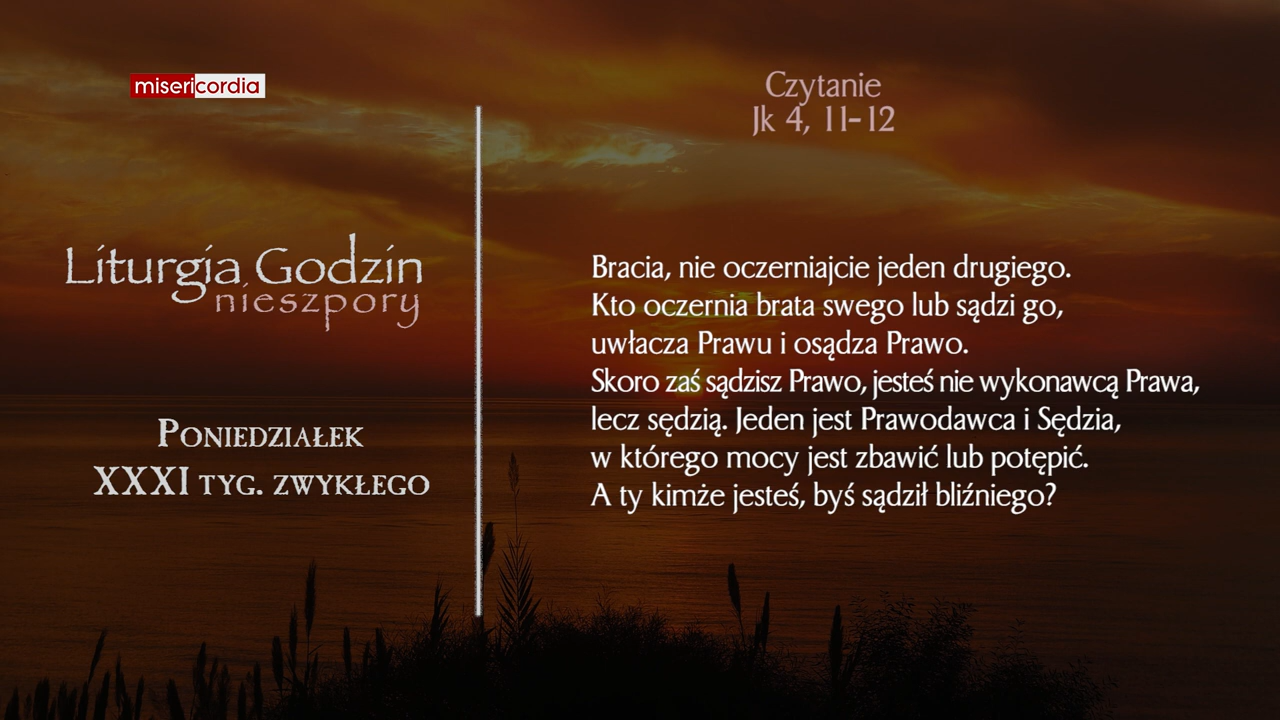 misericordia
Liturgia Godzin
nieszpory
Poniedziałek
XXXI tyg. zwykłego
Czytanie
Jk 4, 11-12
Bracia, nie oczerniajcie jeden drugiego.
Kto oczernia brata swego lub sądzi go,
uwłacza Prawu i osądza Prawo.
Skoro zaś sądzisz Prawo, jesteś nie wykonawcą Prawa,
lecz sędzią. Jeden jest Prawodawca i Sędzia,
w którego mocy jest zbawić lub potępić.
A ty kimże jesteś, byś sądził bliźniego?